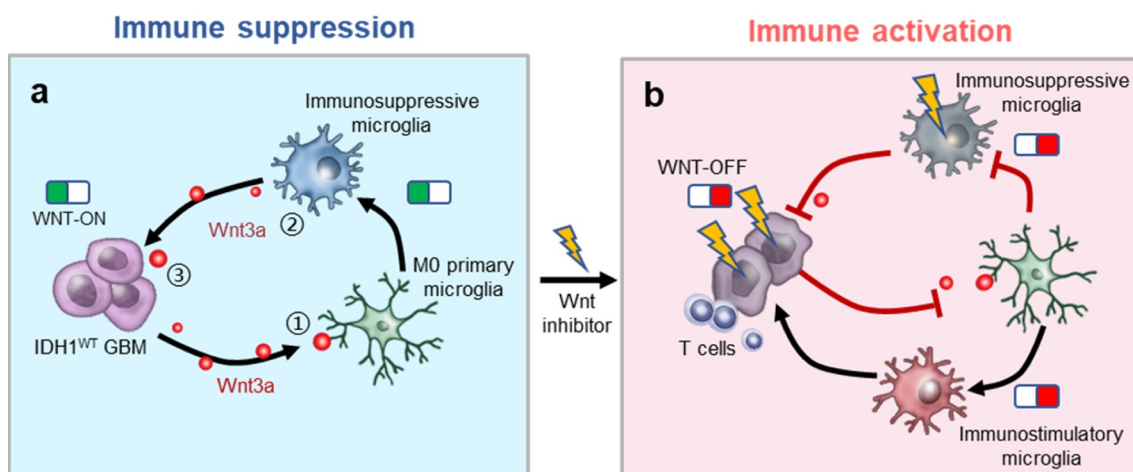 Immune suppression
a
Immunosuppressive
microglia
WNT-ON
Wnt3a
②
③
M0 primary
microglia
①
IDH1ᵂᵀ GBM
Wnt3a
Wnt
inhibitor
Immune activation
b
Immunosuppressive
microglia
WNT-OFF
T cells
Immunostimulatory
microglia